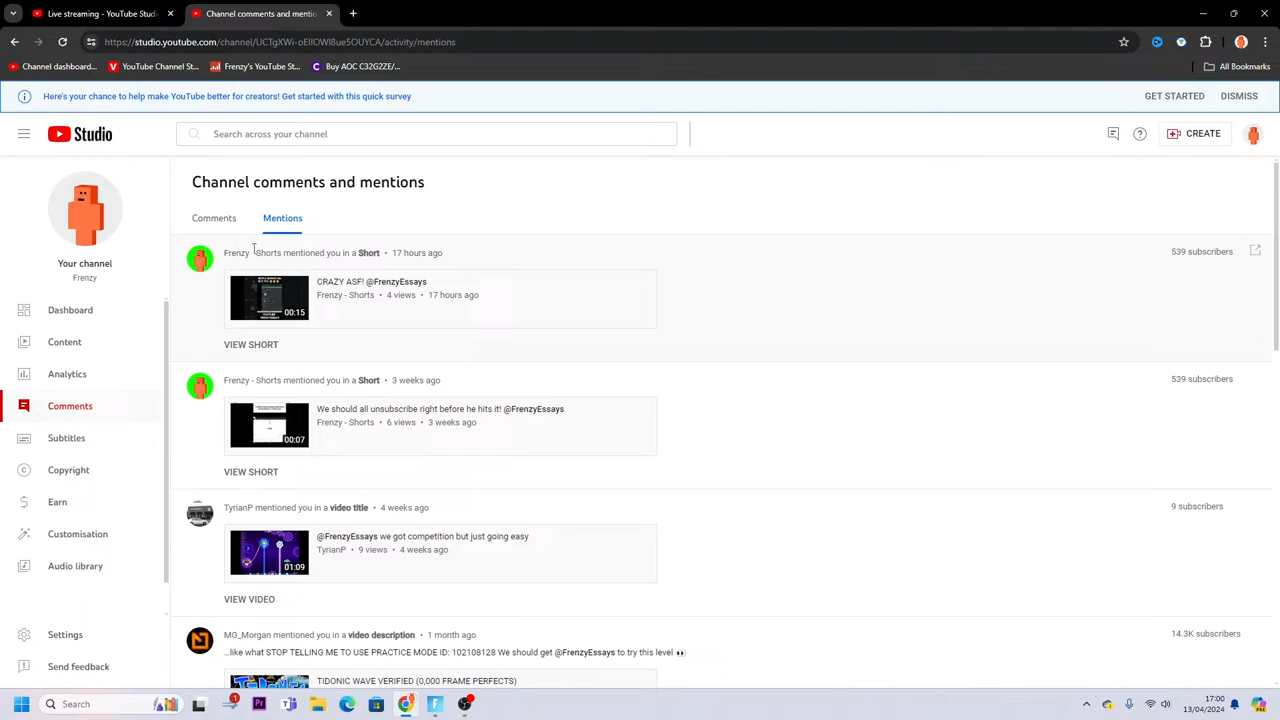 Live streaming - YouTube Studi
Channel comments and mentio
https://studio.youtube.com/channel/UCTgXWi-oEIIOWI8ue5OUYCA/activity/mentions
Channel dashboard...
YouTube Channel St...
Frenzy's YouTube St...
Buy AOC C32G2ZE/...
All Bookmarks
Here's your chance to help make YouTube better for creators! Get started with this quick survey
GET STARTED
DISMISS
Studio
Search across your channel
CREATE
Your channel
Frenzy
Dashboard
Content
Analytics
Comments
Subtitles
Copyright
Earn
Customisation
Audio library
Settings
Send feedback
Channel comments and mentions
Comments
Mentions
Frenzy - Shorts mentioned you in a Short • 17 hours ago
539 subscribers
CRAZY ASF! @FrenzyEssays
Frenzy - Shorts • 4 views • 17 hours ago
00:15
VIEW SHORT
Frenzy - Shorts mentioned you in a Short • 3 weeks ago
539 subscribers
We should all unsubscribe right before he hits it! @FrenzyEssays
Frenzy - Shorts • 6 views • 3 weeks ago
00:07
VIEW SHORT
TyrianP mentioned you in a video title • 4 weeks ago
9 subscribers
@FrenzyEssays we got competition but just going easy
TyrianP • 9 views • 4 weeks ago
01:09
VIEW VIDEO
MG_Morgan mentioned you in a video description • 1 month ago
14.3K subscribers
...like what STOP TELLING ME TO USE PRACTICE MODE ID: 102108128 We should get @FrenzyEssays to try this level 👀
TIDONIC WAVE VERIFIED (0,000 FRAME PERFECTS)
Search
1
17:00
13/04/2024